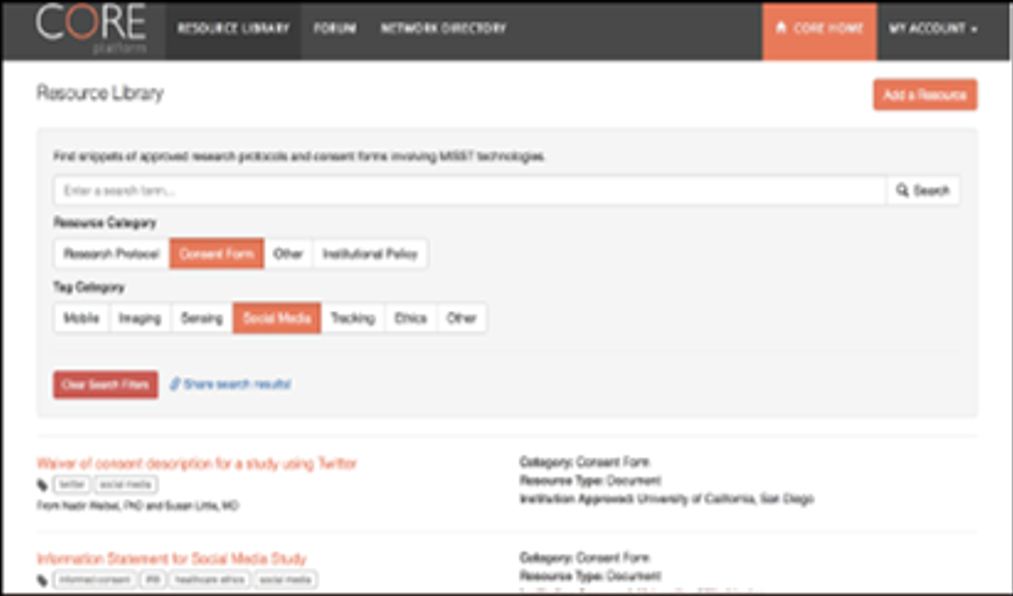 CORE
platform
RESOURCE LIBRARY FORUM NETWORK DIRECTORY CORE HOME MY ACCOUNT
Resource Library Add a Resource
Find snippets of approved research protocols and consent forms involving MISST technologies.
Enter a search term... Search
Resource Category
Research Protocol Consent Form Other Institutional Policy
Tag Category
Mobile Imaging Sensing Social Media Tracking Ethics Other
Clear Search Filters Share search results!
Waiver of consent description for a study using Twitter Category: Consent Form
twitter social media Resource Type: Document
From Nadir Weibel, PhD and Susan Little, MD Institution Approved: University of California, San Diego
Information Statement for Social Media Study Category: Consent Form
informed consent IRB healthcare ethics social media Resource Type: Document